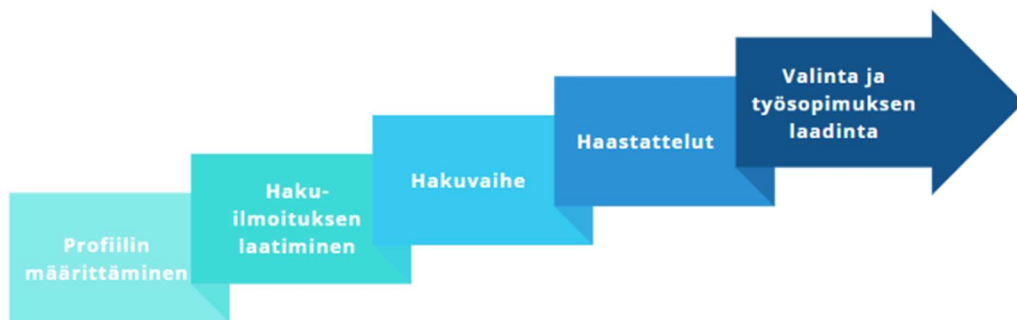 Profiilin
määrittäminen
Haku-
ilmoituksen
laatiminen
Hakuvaihe
Haastattelut
Valinta ja
työsopimuksen
laadinta